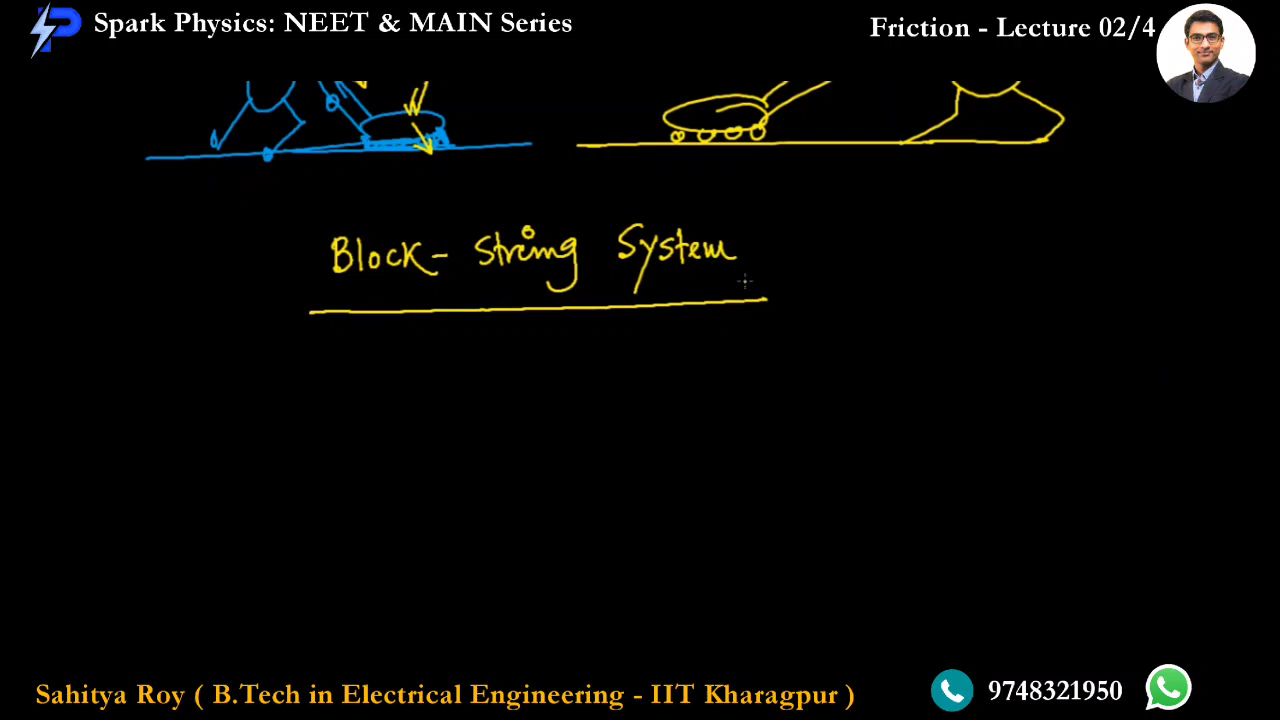 Spark Physics: NEET & MAIN Series
Friction - Lecture 02/4
Block - String System
Sahitya Roy ( B.Tech in Electrical Engineering - IIT Kharagpur )
9748321950